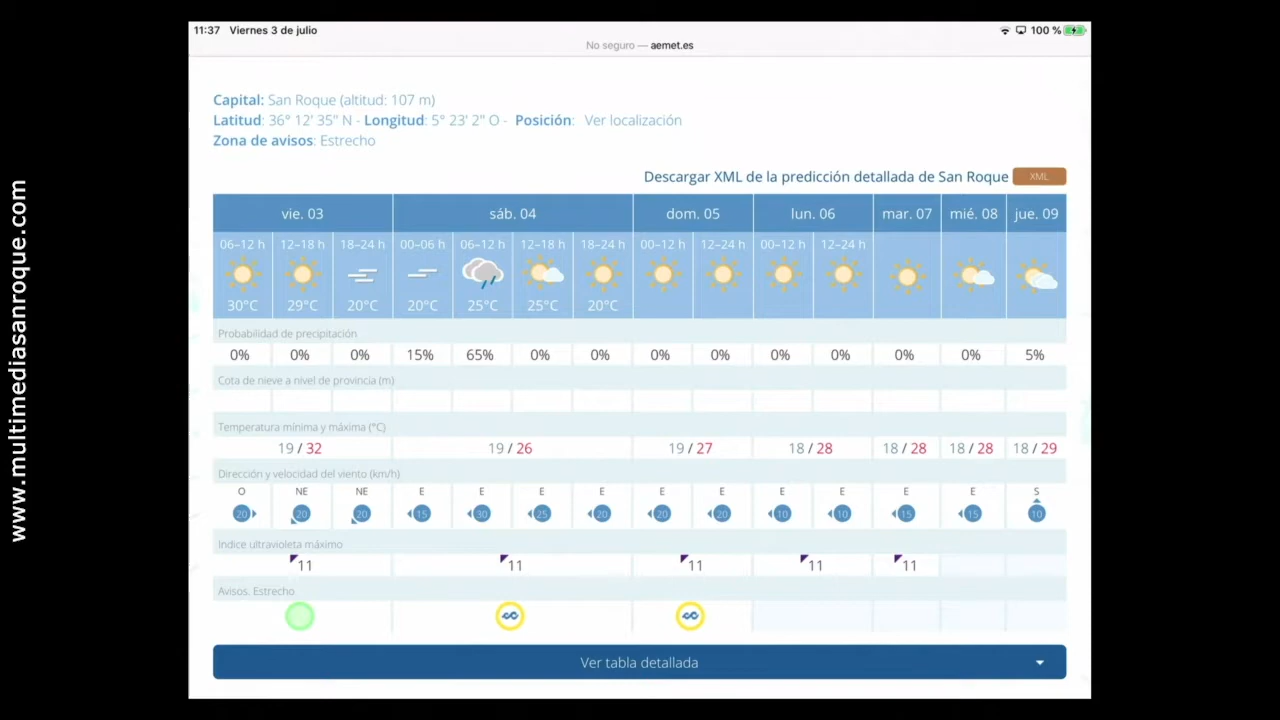 11:37 Viernes 3 de julio
100 %
No seguro — aemet.es
Capital: San Roque (altitud: 107 m)
Latitud: 36° 12' 35'' N - Longitud: 5° 23' 2'' O - Posición: Ver localización
Zona de avisos: Estrecho
Descargar XML de la predicción detallada de San Roque XML
vie. 03 sáb. 04 dom. 05 lun. 06 mar. 07 mié. 08 jue. 09
06–12 h 12–18 h 18–24 h 00–06 h 06–12 h 12–18 h 18–24 h 00–12 h 12–24 h 00–12 h 12–24 h
30°C 29°C 20°C 20°C 25°C 25°C 20°C
Probabilidad de precipitación
0% 0% 0% 15% 65% 0% 0% 0% 0% 0% 0% 0% 0% 5%
Cota de nieve a nivel de provincia (m)
Temperatura mínima y máxima (°C)
19 / 32 19 / 26 19 / 27 18 / 28 18 / 28 18 / 28 18 / 29
Dirección y velocidad del viento (km/h)
O NE NE E E E E E E E E E E S
20 20 20 15 30 25 20 20 20 10 10 15 15 10
Indice ultravioleta máximo
11 11 11 11 11
Avisos. Estrecho
Ver tabla detallada
www.multimediasanroque.com